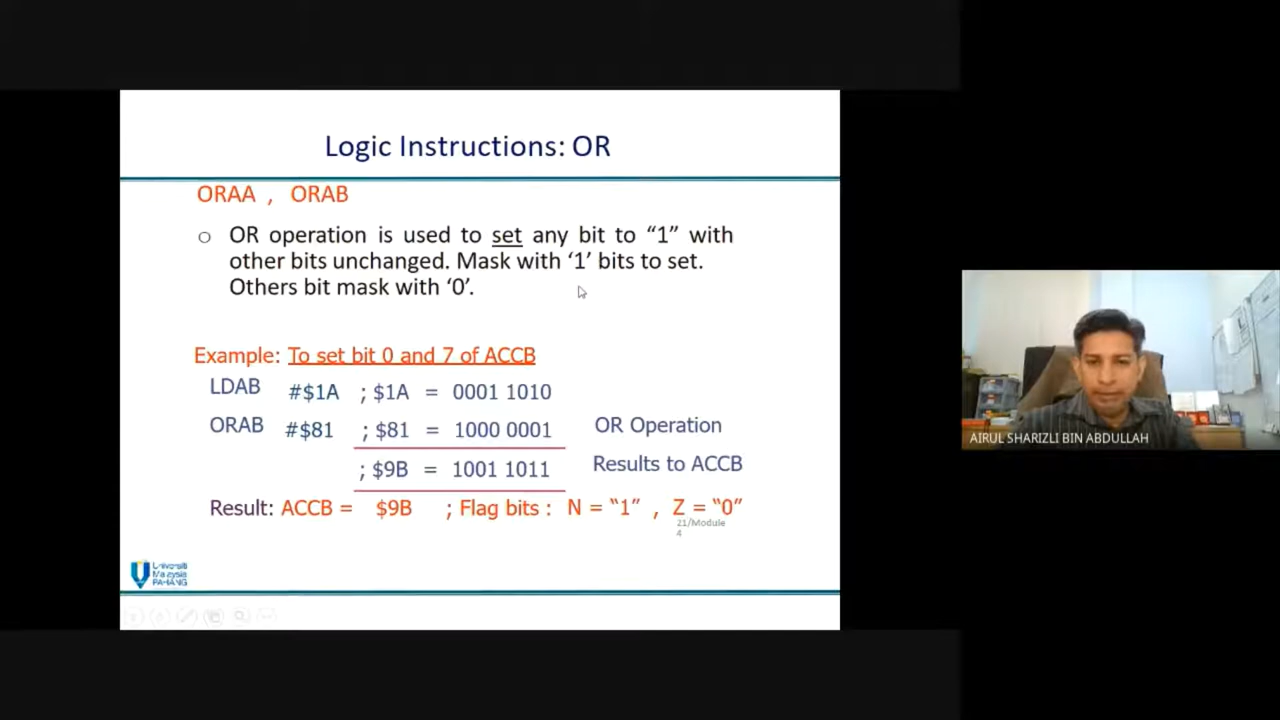 Logic Instructions: OR
ORAA , ORAB
o OR operation is used to set any bit to “1” with
other bits unchanged. Mask with ‘1’ bits to set.
Others bit mask with ‘0’.
Example: To set bit 0 and 7 of ACCB
LDAB #$1A ; $1A = 0001 1010
ORAB #$81 ; $81 = 1000 0001 OR Operation
; $9B = 1001 1011 Results to ACCB
Result: ACCB = $9B ; Flag bits : N = “1” , Z = “0”
21/Module
4
Universiti
Malaysia
PAHANG
AIRUL SHARIZLI BIN ABDULLAH